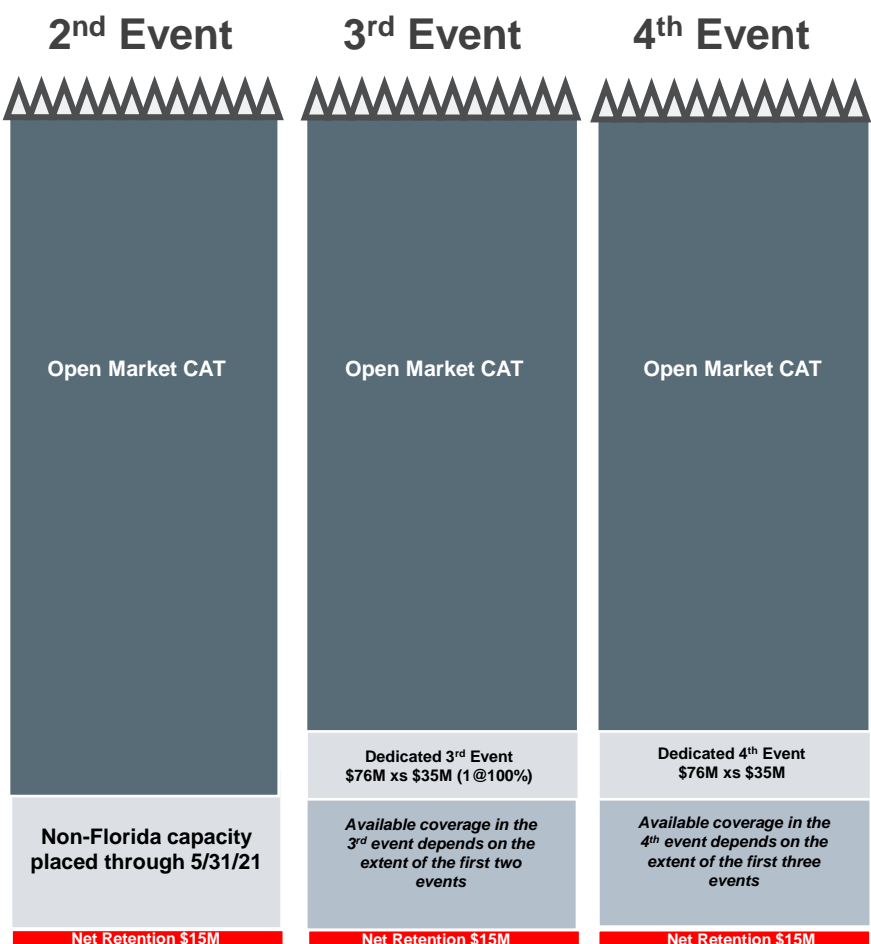 2nd Event
Open Market CAT
Non-Florida capacity
placed through 5/31/21
Net Retention $15M
3rd Event
Open Market CAT
Dedicated 3rd Event
$76M xs $35M (1@100%)
Available coverage in the
3rd event depends on the
extent of the first two
events
Net Retention $15M
4th Event
Open Market CAT
Dedicated 4th Event
$76M xs $35M
Available coverage in the
4th event depends on the
extent of the first three
events
Net Retention $15M